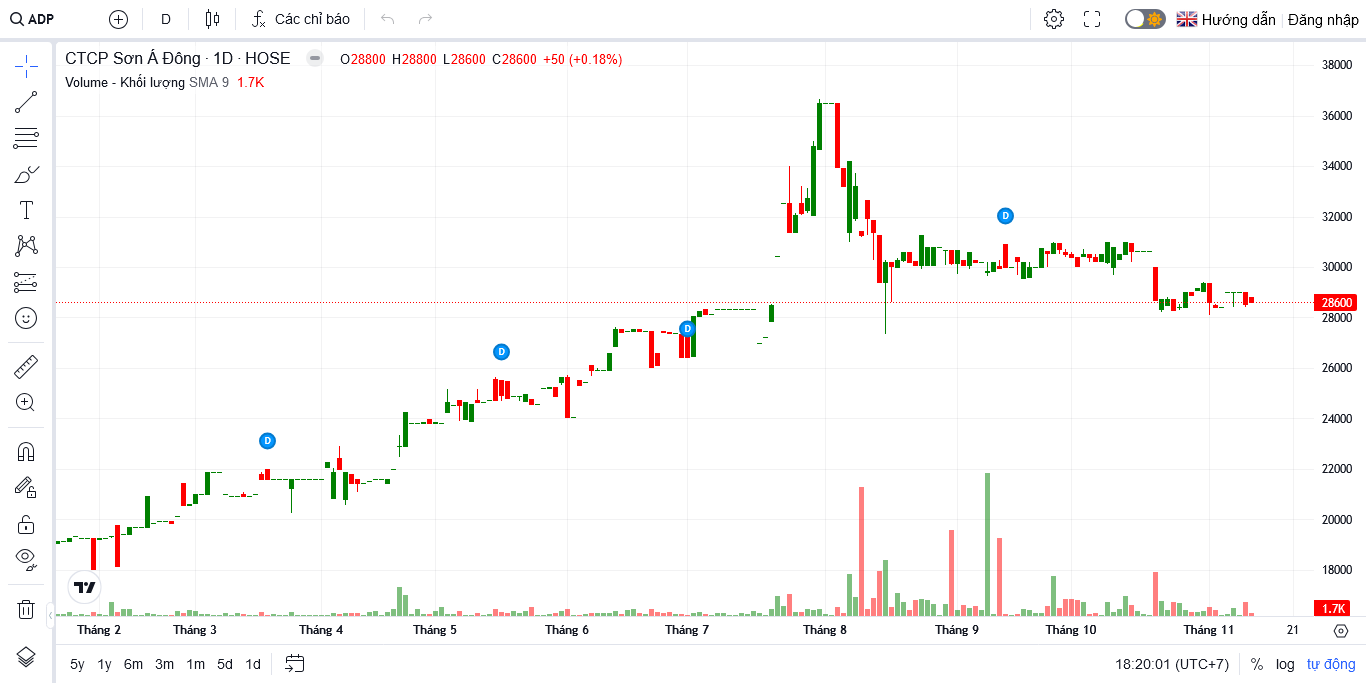 ADP D Các chỉ báo Hướng dẫn Đăng nhập
CTCP Sơn Á Đông · 1D · HOSE O28800 H28800 L28600 C28600 +50 (+0.18%)
Volume - Khối lượng SMA 9 1.7K
38000
36000
34000
32000
30000
28600
28000
26000
24000
22000
20000
18000
1.7K
D
D
D
D
Tháng 2 Tháng 3 Tháng 4 Tháng 5 Tháng 6 Tháng 7 Tháng 8 Tháng 9 Tháng 10 Tháng 11 21
5y 1y 6m 3m 1m 5d 1d 18:20:01 (UTC+7) % log tự động